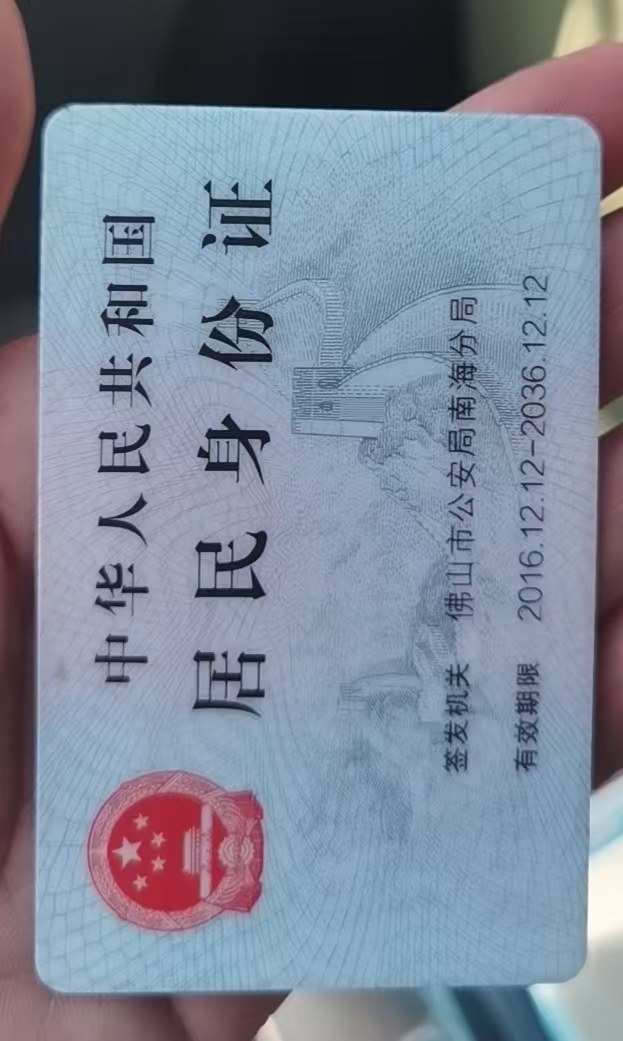 中华人民共和国
居民身份证
签发机关 佛山市公安局南海分局
有效期限 2016.12.12-2036.12.12